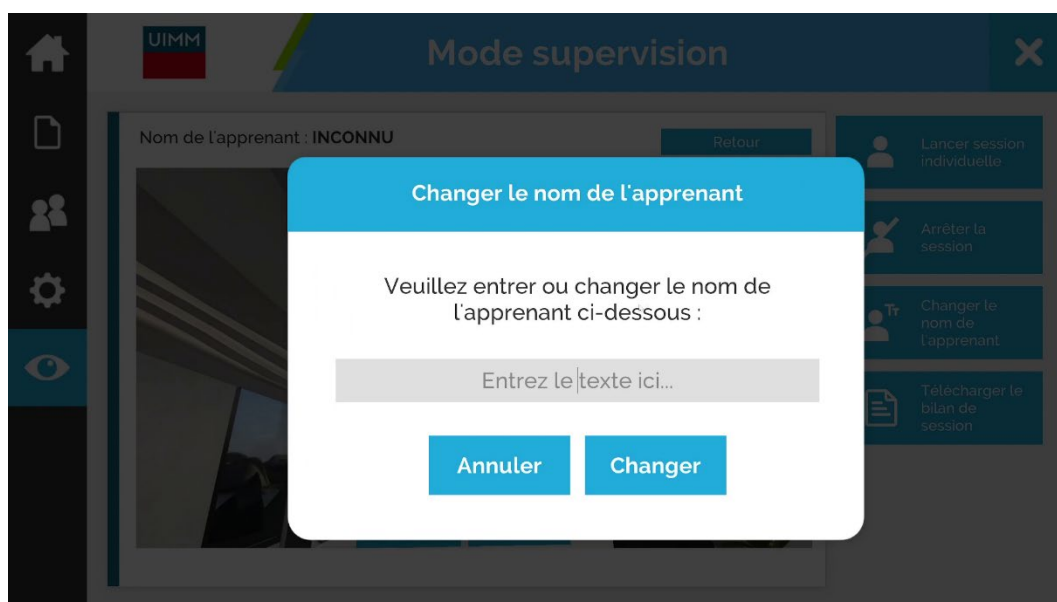 UIMM
Mode supervision
Nom de l'apprenant : INCONNU
Retour
Lancer session
individuelle
Arrêter la
session
Tr
Changer le
nom de
l'apprenant
Télécharger le
bilan de
session
Changer le nom de l'apprenant
Veuillez entrer ou changer le nom de
l'apprenant ci-dessous :
Entrez le texte ici...
Annuler
Changer